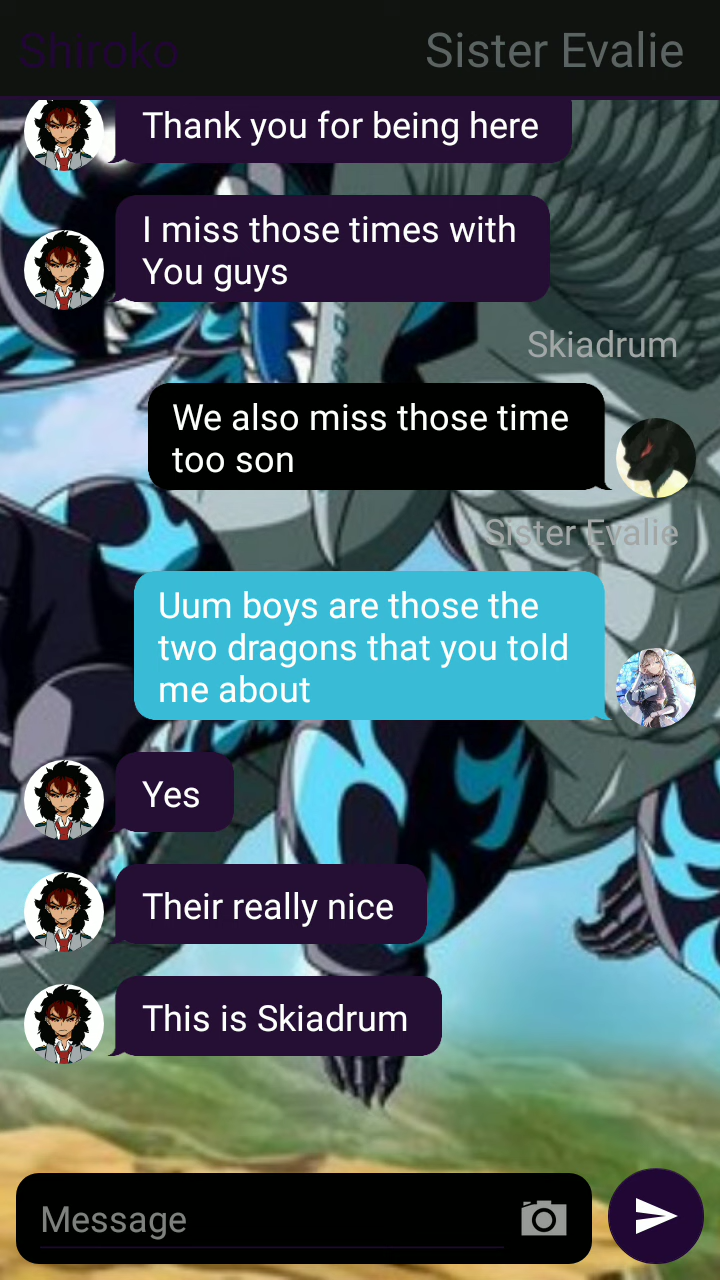 Shiroko
Sister Evalie
Thank you for being here
I miss those times with
You guys
Skiadrum
We also miss those time
too son
Sister Evalie
Uum boys are those the
two dragons that you told
me about
Yes
Their really nice
This is Skiadrum
Message